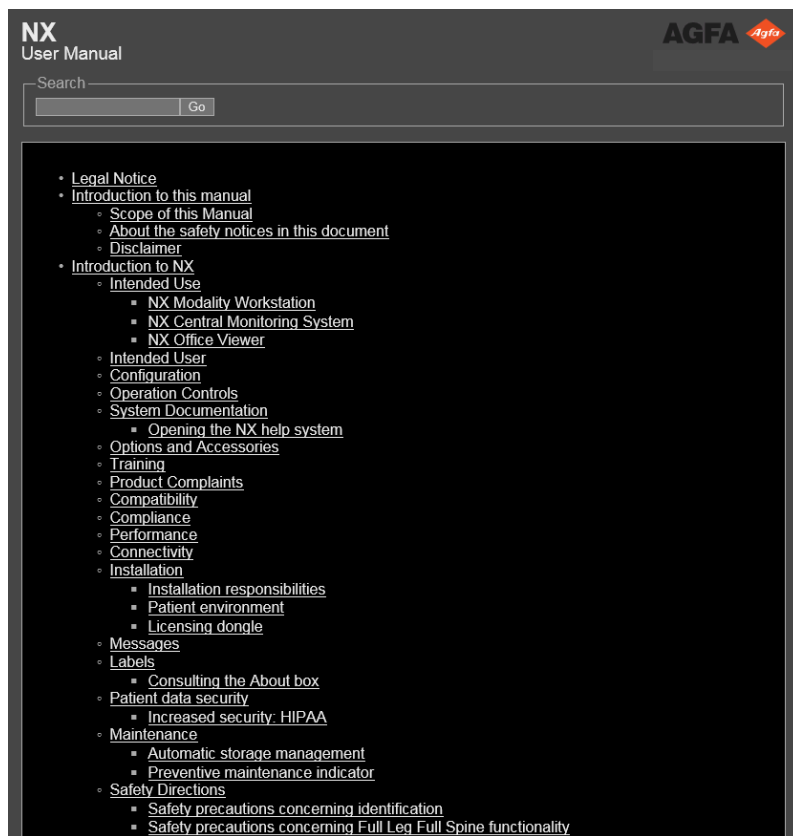 NX
AGFA Agfa
User Manual
Search
Go
• Legal Notice
• Introduction to this manual
◦ Scope of this Manual
◦ About the safety notices in this document
◦ Disclaimer
• Introduction to NX
◦ Intended Use
▪ NX Modality Workstation
▪ NX Central Monitoring System
▪ NX Office Viewer
◦ Intended User
◦ Configuration
◦ Operation Controls
◦ System Documentation
▪ Opening the NX help system
◦ Options and Accessories
◦ Training
◦ Product Complaints
◦ Compatibility
◦ Compliance
◦ Performance
◦ Connectivity
◦ Installation
▪ Installation responsibilities
▪ Patient environment
▪ Licensing dongle
◦ Messages
◦ Labels
▪ Consulting the About box
◦ Patient data security
▪ Increased security: HIPAA
◦ Maintenance
▪ Automatic storage management
▪ Preventive maintenance indicator
◦ Safety Directions
▪ Safety precautions concerning identification
▪ Safety precautions concerning Full Leg Full Spine functionality